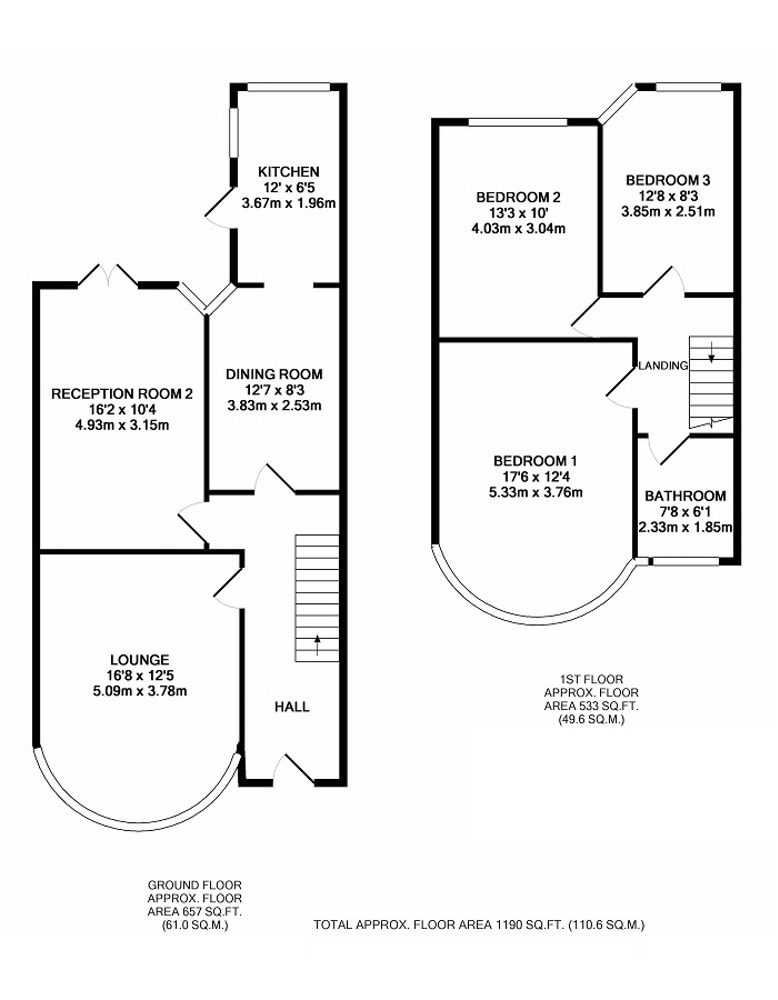 KITCHEN
12' x 6'5
3.67m x 1.96m
RECEPTION ROOM 2
16'2 x 10'4
4.93m x 3.15m
DINING ROOM
12'7 x 8'3
3.83m x 2.53m
LOUNGE
16'8 x 12'5
5.09m x 3.78m
HALL
GROUND FLOOR
APPROX. FLOOR
AREA 657 SQ.FT.
(61.0 SQ.M.)
BEDROOM 2
13'3 x 10'
4.03m x 3.04m
BEDROOM 3
12'8 x 8'3
3.85m x 2.51m
LANDING
BEDROOM 1
17'6 x 12'4
5.33m x 3.76m
BATHROOM
7'8 x 6'1
2.33m x 1.85m
1ST FLOOR
APPROX. FLOOR
AREA 533 SQ.FT.
(49.6 SQ.M.)
TOTAL APPROX. FLOOR AREA 1190 SQ.FT. (110.6 SQ.M.)